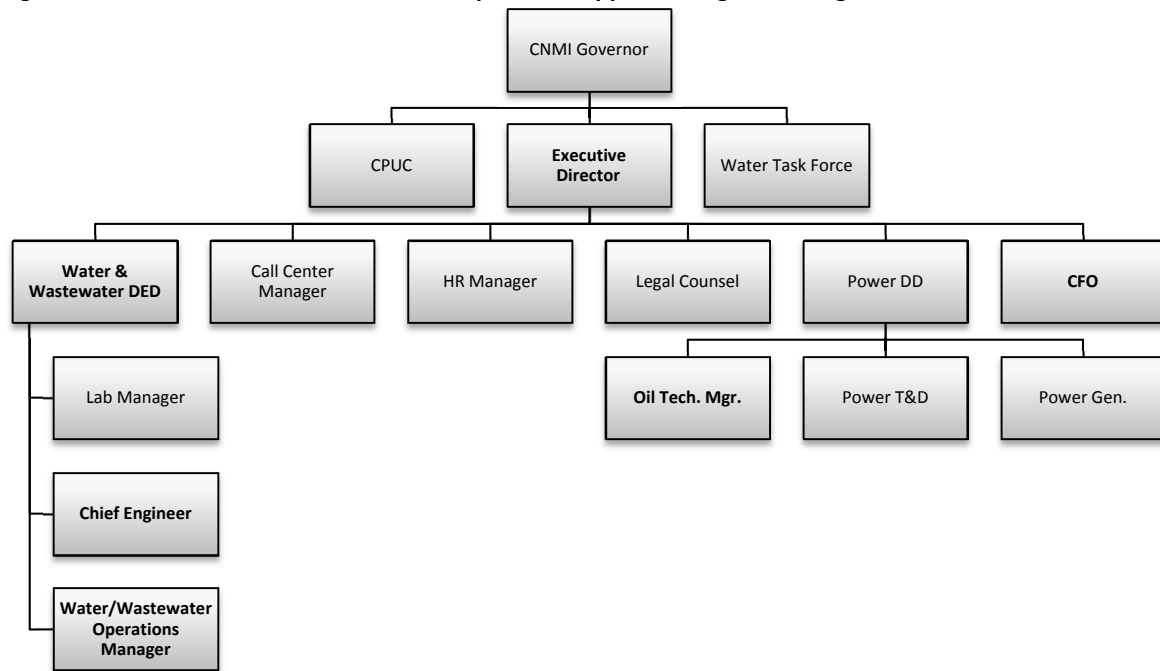 CNMI Governor
CPUC
Executive
Director
Water Task Force
Water &
Wastewater DED
Call Center
Manager
HR Manager
Legal Counsel
Power DD
CFO
Lab Manager
Oil Tech. Mgr.
Power T&D
Power Gen.
Chief Engineer
Water/Wastewater
Operations
Manager